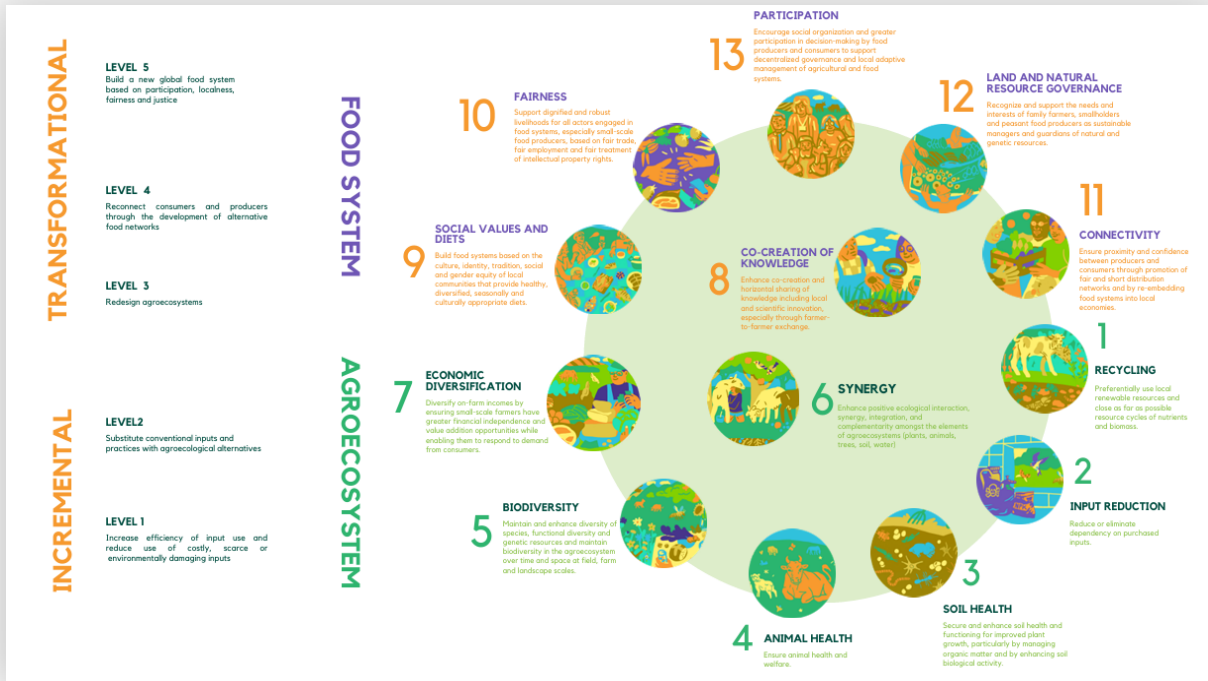 TRANSFORMATIONAL
LEVEL 5
Build a new global food system
based on participation, localness,
fairness and justice
LEVEL 4
Reconnect consumers and producers
through the development of alternative
food networks
LEVEL 3
Redesign agroecosystems
INCREMENTAL
LEVEL2
Substitute conventional inputs and
practices with agroecological alternatives
LEVEL 1
Increase efficiency of input use and
reduce use of costly, scarce or
environmentally damaging inputs
FOOD SYSTEM
AGROECOSYSTEM
13
PARTICIPATION
Encourage social organization and greater
participation in decision-making by food
producers and consumers to support
decentralized governance and local adaptive
management of agricultural and food
systems.
12
LAND AND NATURAL
RESOURCE GOVERNANCE
Recognize and support the needs and
interests of family farmers, smallholders
and peasant food producers as sustainable
managers and guardians of natural and
genetic resources.
10
FAIRNESS
Support dignified and robust
livelihoods for all actors engaged in
food systems, especially small-scale
food producers, based on fair trade,
fair employment and fair treatment
of intellectual property rights.
11
CONNECTIVITY
Ensure proximity and confidence
between producers and
consumers through promotion of
fair and short distribution
networks and by re-embedding
food systems into local
economies.
9
SOCIAL VALUES AND
DIETS
Build food systems based on the
culture, identity, tradition, social
and gender equity of local
communities that provide healthy,
diversified, seasonally and
culturally appropriate diets.
8
CO-CREATION OF
KNOWLEDGE
Enhance co-creation and
horizontal sharing of
knowledge including local
and scientific innovation,
especially through farmer-
to-farmer exchange.
1
RECYCLING
Preferentially use local
renewable resources and
close as far as possible
resource cycles of nutrients
and biomass.
7
ECONOMIC
DIVERSIFICATION
Diversify on-farm incomes by
ensuring small-scale farmers have
greater financial independence and
value addition opportunities while
enabling them to respond to demand
from consumers.
6
SYNERGY
Enhance positive ecological interaction,
synergy, integration, and
complementarity amongst the elements
of agroecosystems (plants, animals,
trees, soil, water)
2
INPUT REDUCTION
Reduce or eliminate
dependency on purchased
inputs.
5
BIODIVERSITY
Maintain and enhance diversity of
species, functional diversity and
genetic resources and maintain
biodiversity in the agroecosystem
over time and space at field, farm
and landscape scales.
3
SOIL HEALTH
Secure and enhance soil health and
functioning for improved plant
growth, particularly by managing
organic matter and by enhancing soil
biological activity.
4
ANIMAL HEALTH
Ensure animal health and
welfare.